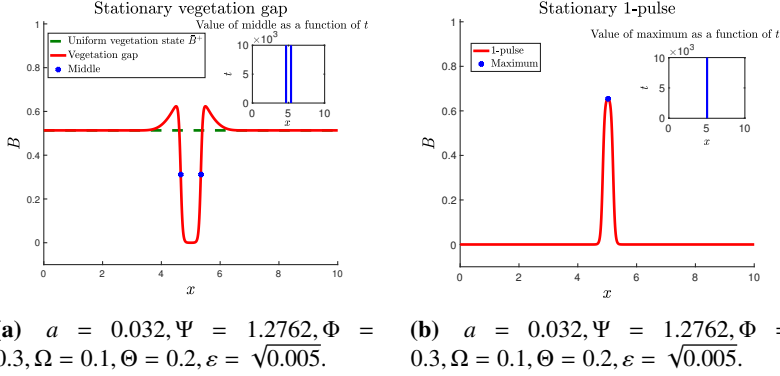 Stationary vegetation gap
Value of middle as a function of t
Uniform vegetation state B̄⁺
Vegetation gap
Middle
×10³
10
5
0
t
0 5 10
x
1
0.8
0.6
0.4
0.2
0
B
0 2 4 6 8 10
x
Stationary 1-pulse
Value of maximum as a function of t
1-pulse
Maximum
×10³
10
5
0
t
0 5 10
x
1
0.8
0.6
0.4
0.2
0
B
0 2 4 6 8 10
x
(a) a = 0.032, Ψ = 1.2762, Φ =
0.3, Ω = 0.1, Θ = 0.2, ε = √0.005.
(b) a = 0.032, Ψ = 1.2762, Φ =
0.3, Ω = 0.1, Θ = 0.2, ε = √0.005.